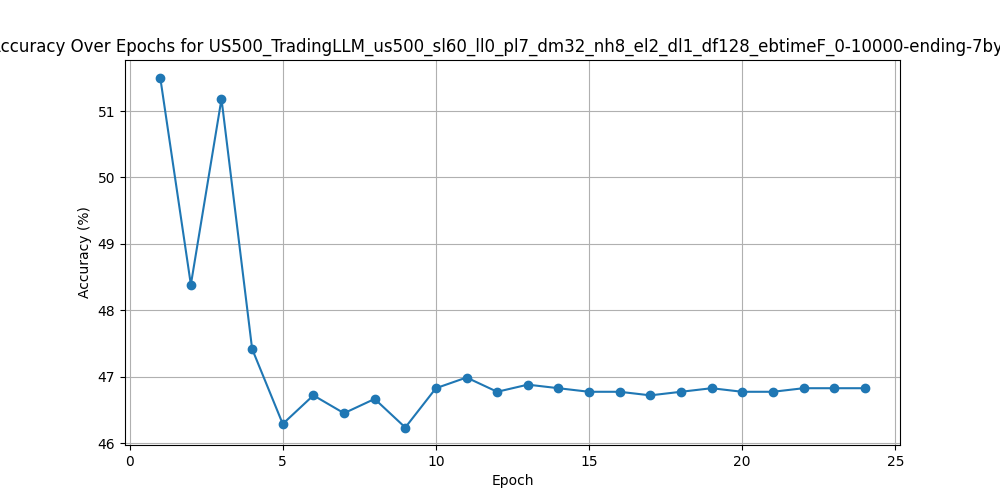 ccuracy Over Epochs for US500_TradingLLM_us500_sl60_ll0_pl7_dm32_nh8_el2_dl1_df128_ebtimeF_0-10000-ending-7by
Accuracy (%)
51
50
49
48
47
46
0 5 10 15 20 25
Epoch